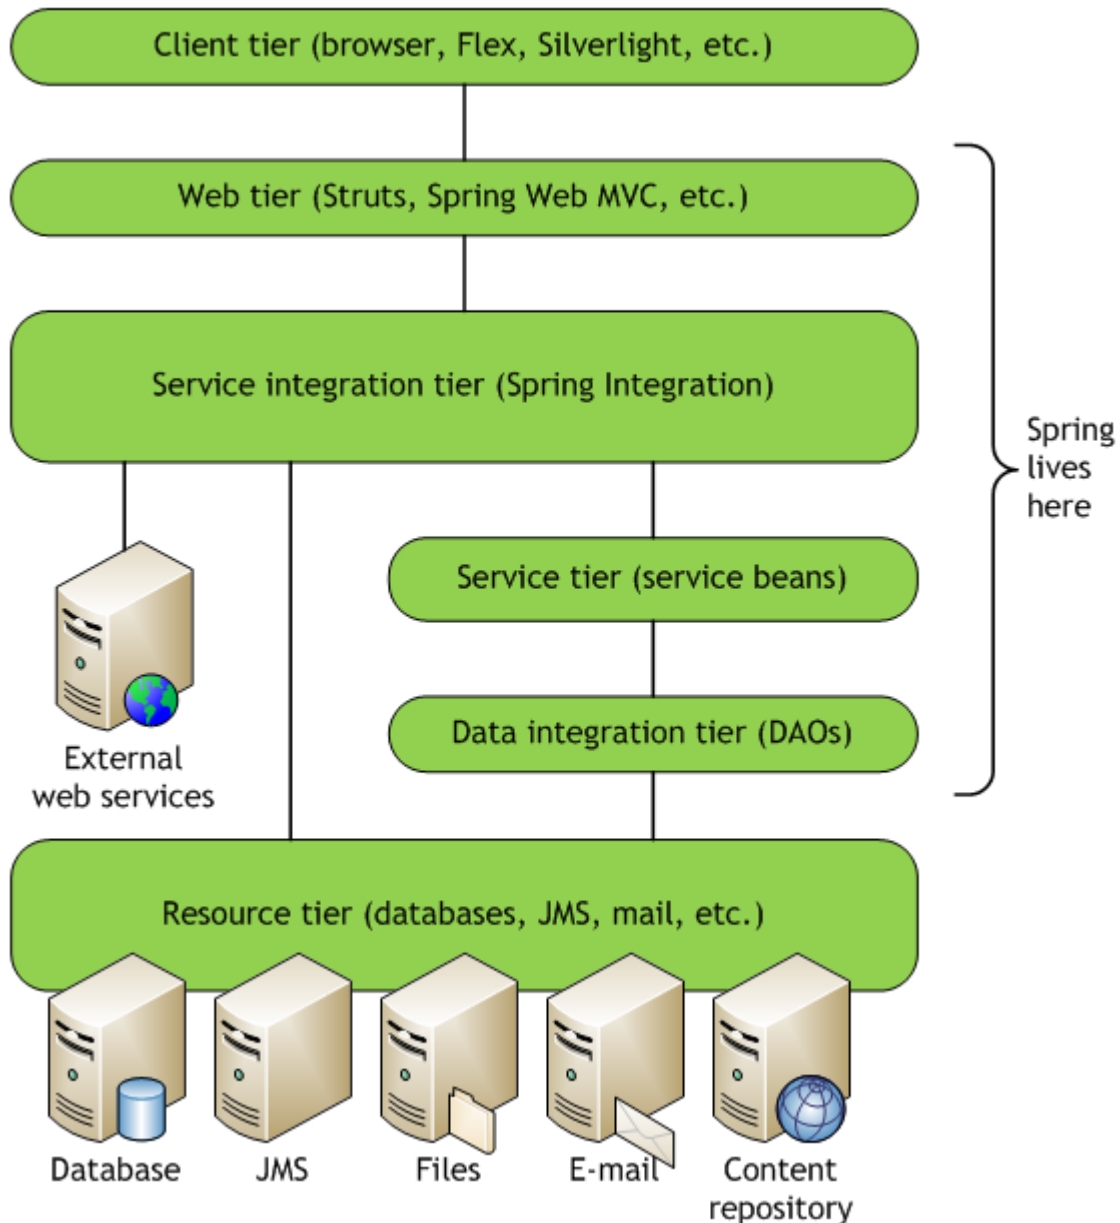 Client tier (browser, Flex, Silverlight, etc.)
Web tier (Struts, Spring Web MVC, etc.)
Service integration tier (Spring Integration)
Spring
lives
here
Service tier (service beans)
Data integration tier (DAOs)
External
web services
Resource tier (databases, JMS, mail, etc.)
Database
JMS
Files
E-mail
Content
repository